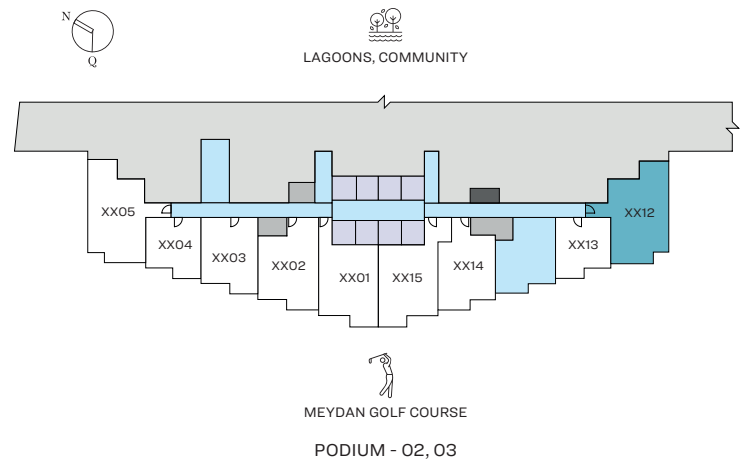 N
Q
LAGOONS, COMMUNITY
XX05
XX12
XX04
XX03
XX02
XX01
XX15
XX14
XX13
MEYDAN GOLF COURSE
PODIUM - 02, 03